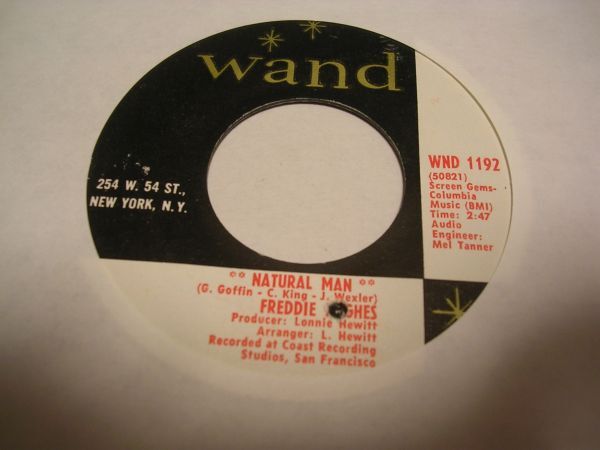 wand
254 W. 54 ST.,
NEW YORK, N.Y.
WND 1192
(50821)
Screen Gems-
Columbia
Music (BMI)
Time: 2:47
Audio
Engineer:
Mel Tanner
** NATURAL MAN **
(G. Goffin - C. King - J. Wexler)
FREDDIE
Producer: Lonnie Hewitt
Arranger: L. Hewitt
Recorded at Coast Recording
Studios, San Francisco